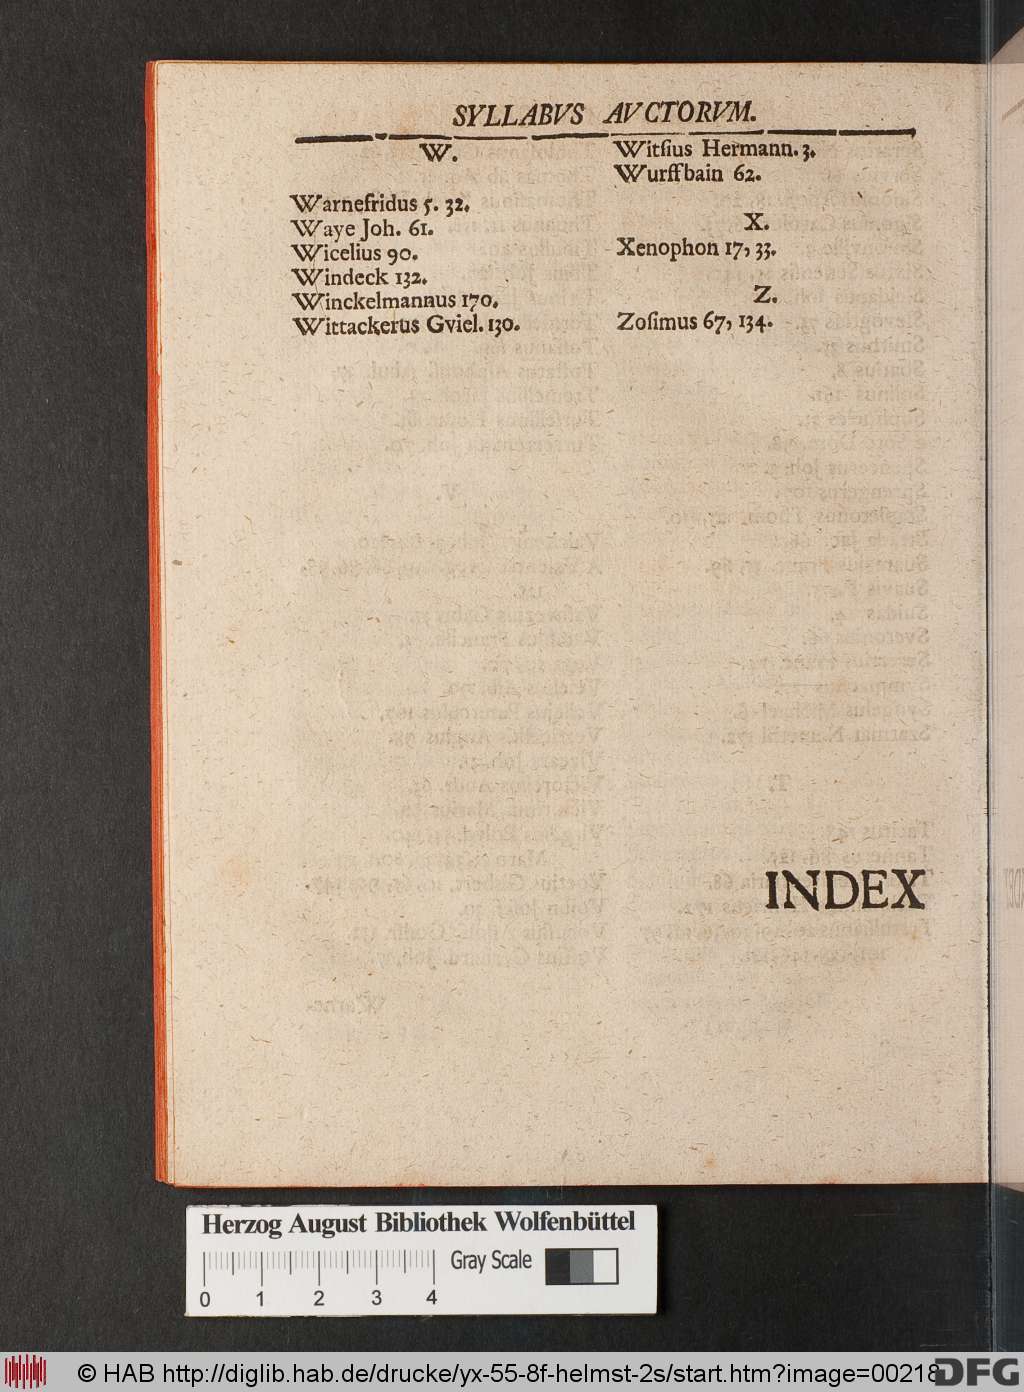 SYLLABVS AVCTORVM.
W.
Warnefridus 5. 32.
Waye Joh. 61.
Wicelius 90.
Windeck 132.
Winckelmannus 170.
Wittackerus Gviel. 130.
Witſius Hermann. 3.
Wurffbain 62.
X.
Xenophon 17, 33.
Z.
Zoſimus 67, 134.
INDEX
Herzog August Bibliothek Wolfenbüttel
Gray Scale
0 1 2 3 4
© HAB http://diglib.hab.de/drucke/yx-55-8f-helmst-2s/start.htm?image=00218
DFG